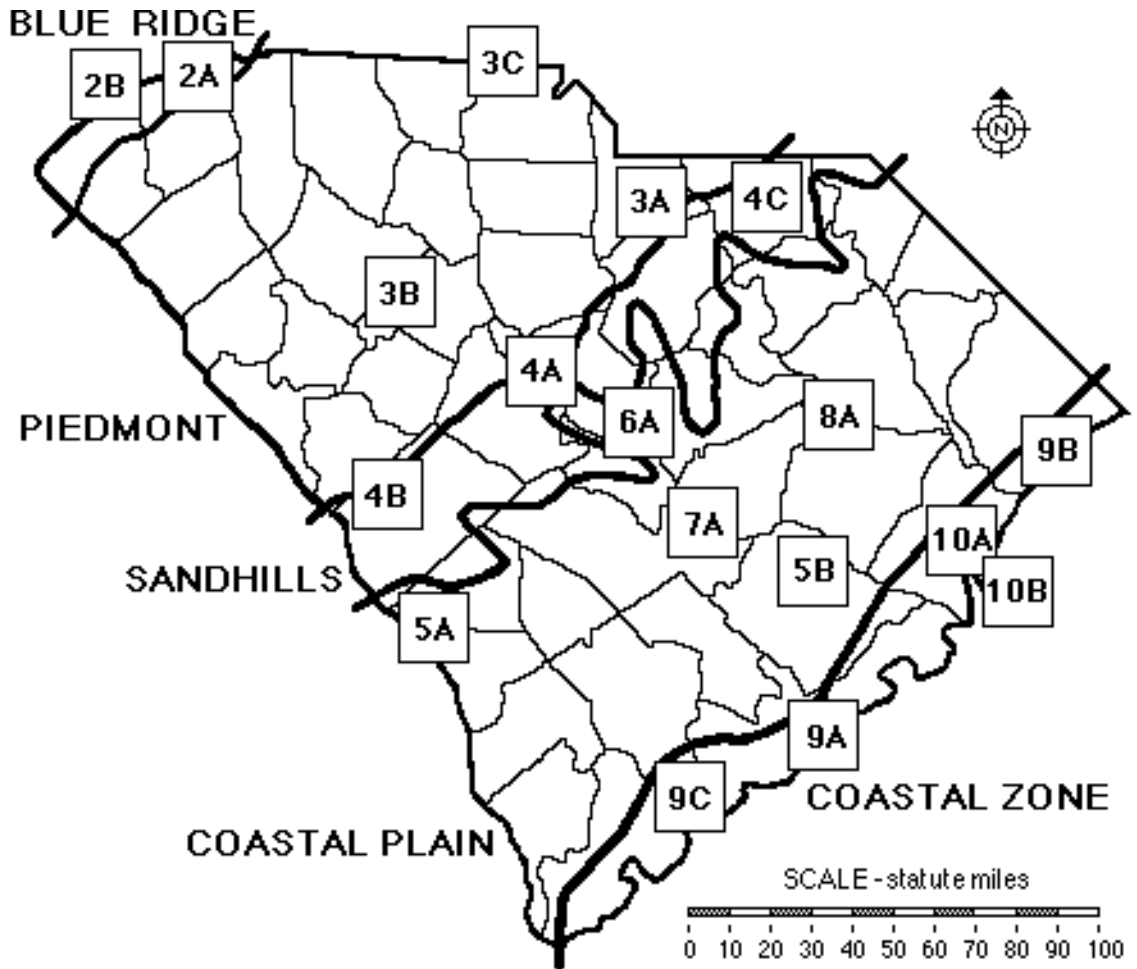 BLUE RIDGE
2B
2A
3C
N
3A
4C
3B
4A
6A
8A
PIEDMONT
9B
4B
7A
10A
SANDHILLS
5B
10B
5A
9A
9C
COASTAL ZONE
COASTAL PLAIN
SCALE - statute miles
0 10 20 30 40 50 60 70 80 90 100